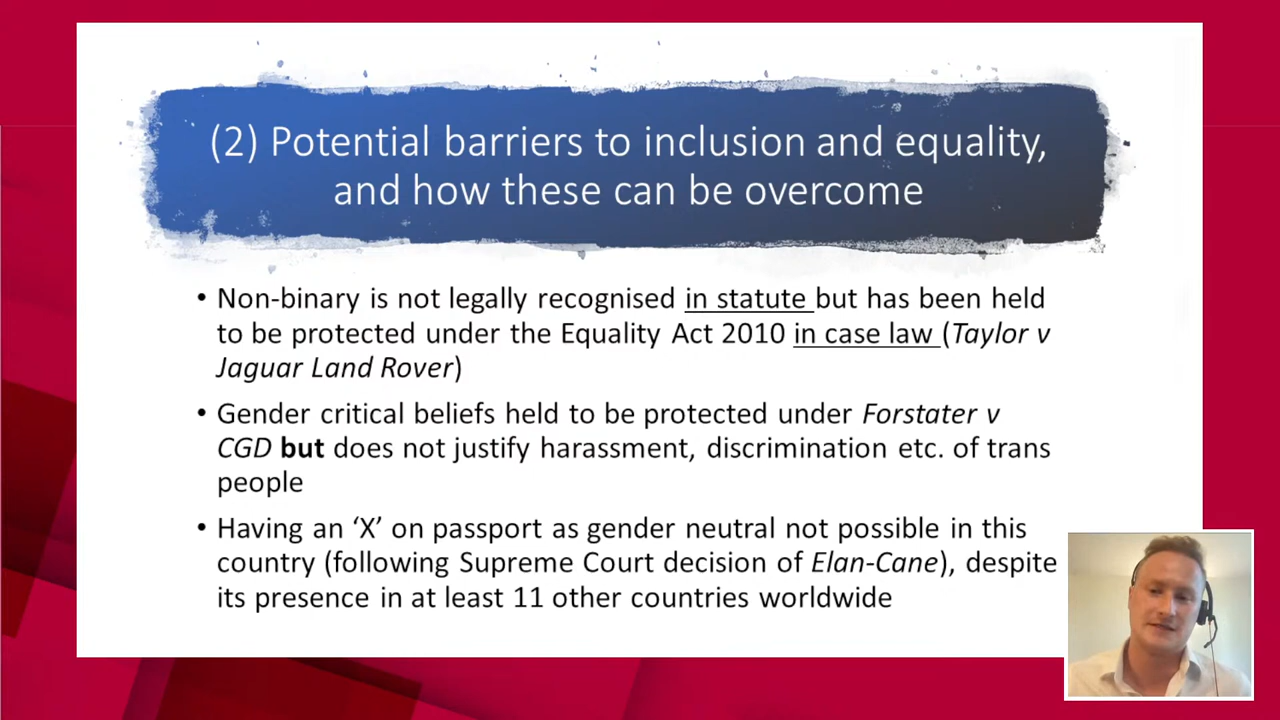 (2) Potential barriers to inclusion and equality,
and how these can be overcome
• Non-binary is not legally recognised in statute but has been held
to be protected under the Equality Act 2010 in case law (Taylor v
Jaguar Land Rover)
• Gender critical beliefs held to be protected under Forstater v
CGD but does not justify harassment, discrimination etc. of trans
people
• Having an ‘X’ on passport as gender neutral not possible in this
country (following Supreme Court decision of Elan-Cane), despite
its presence in at least 11 other countries worldwide